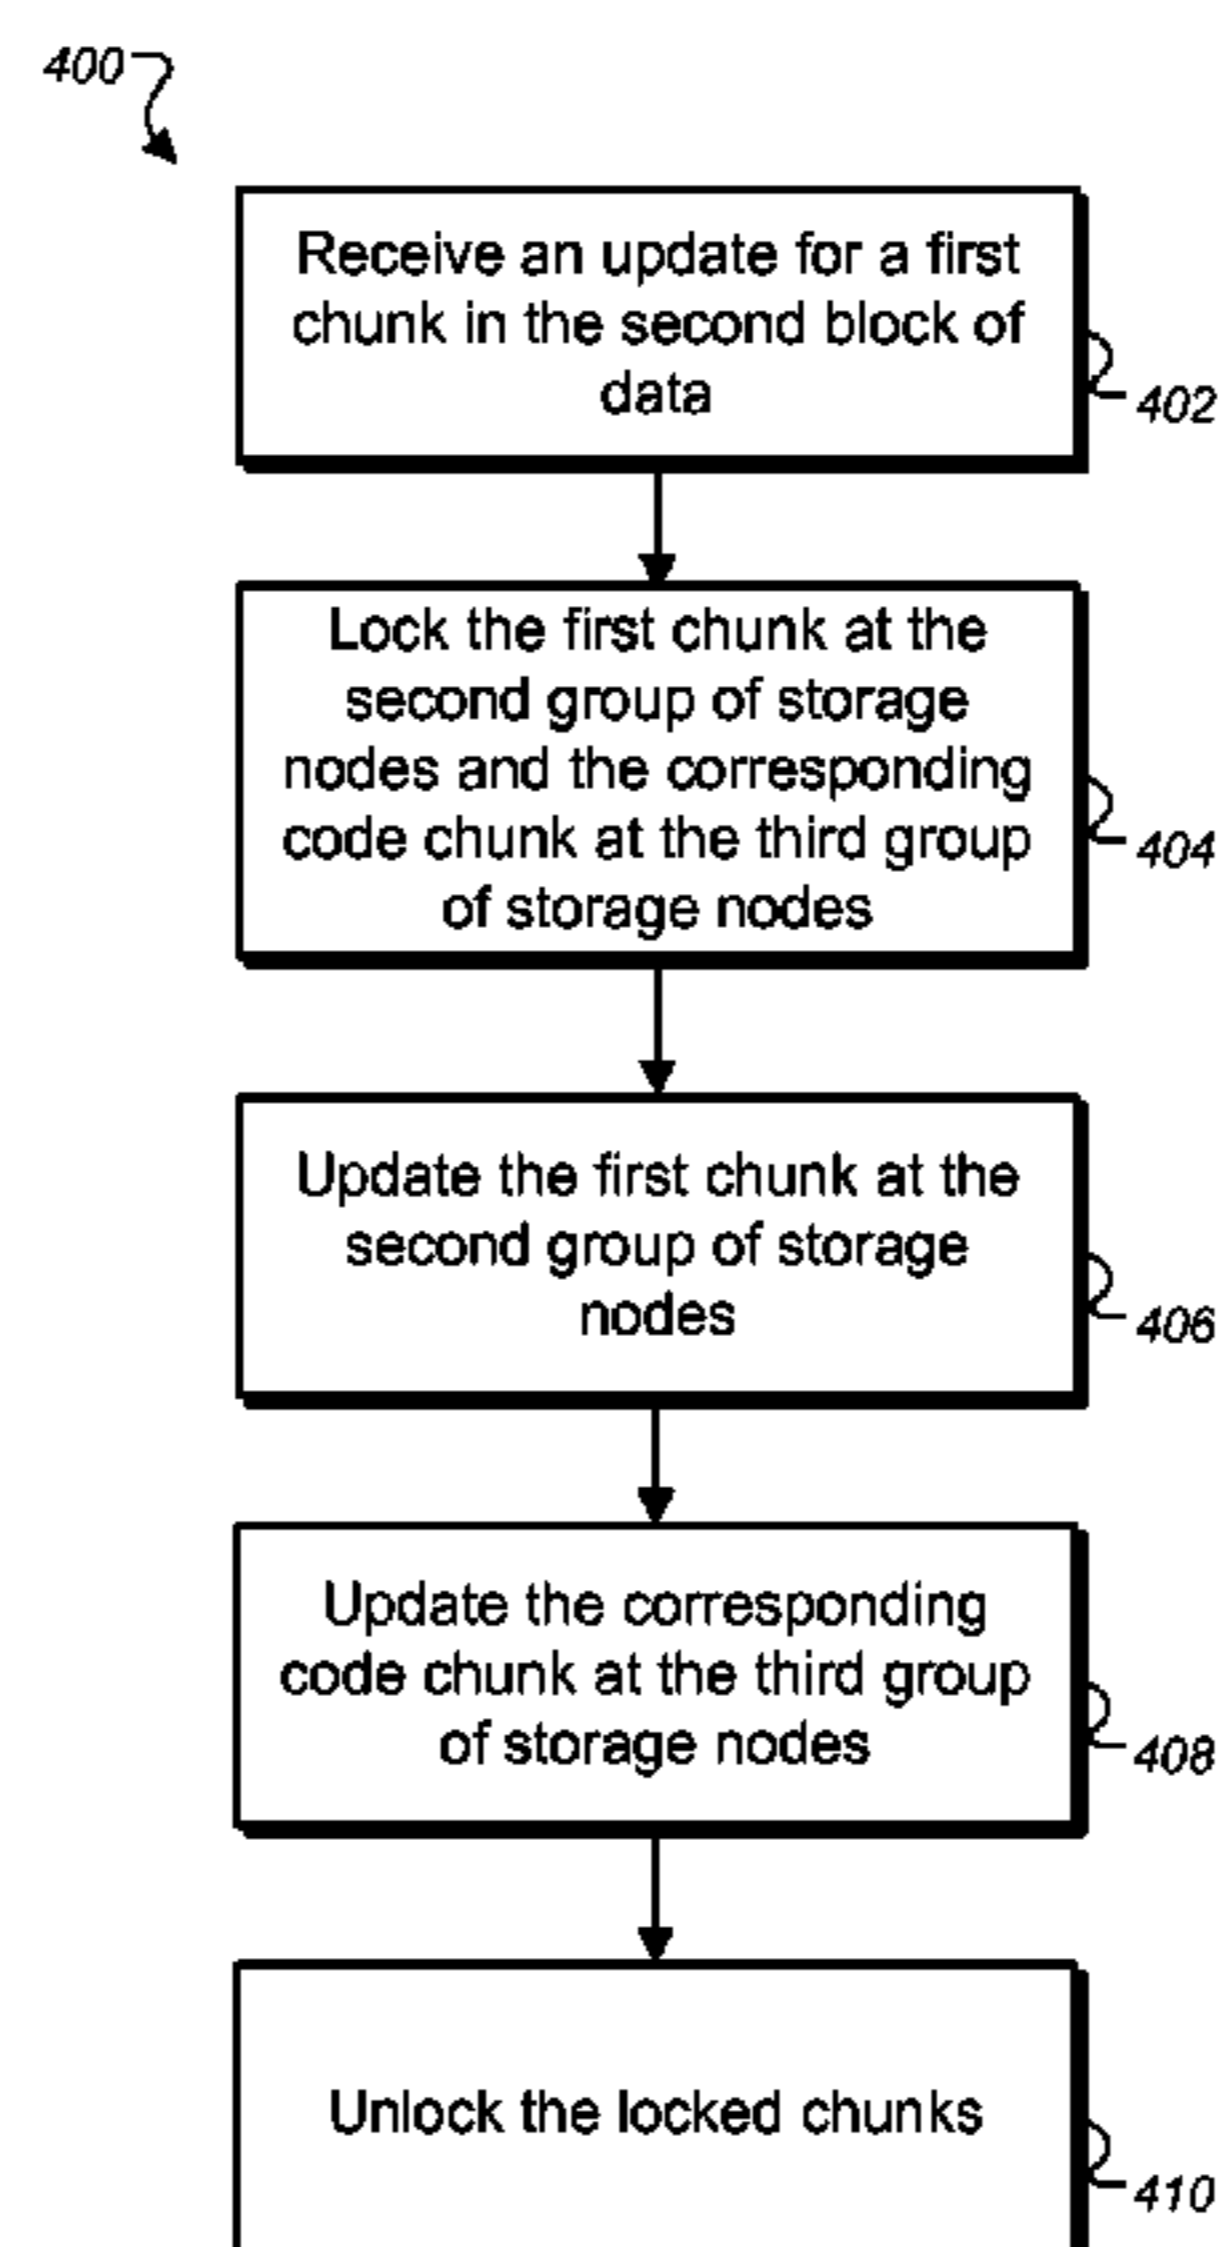 400
Receive an update for a first
chunk in the second block of
data
402
Lock the first chunk at the
second group of storage
nodes and the corresponding
code chunk at the third group
of storage nodes
404
Update the first chunk at the
second group of storage
nodes
406
Update the corresponding
code chunk at the third group
of storage nodes
408
Unlock the locked chunks
410